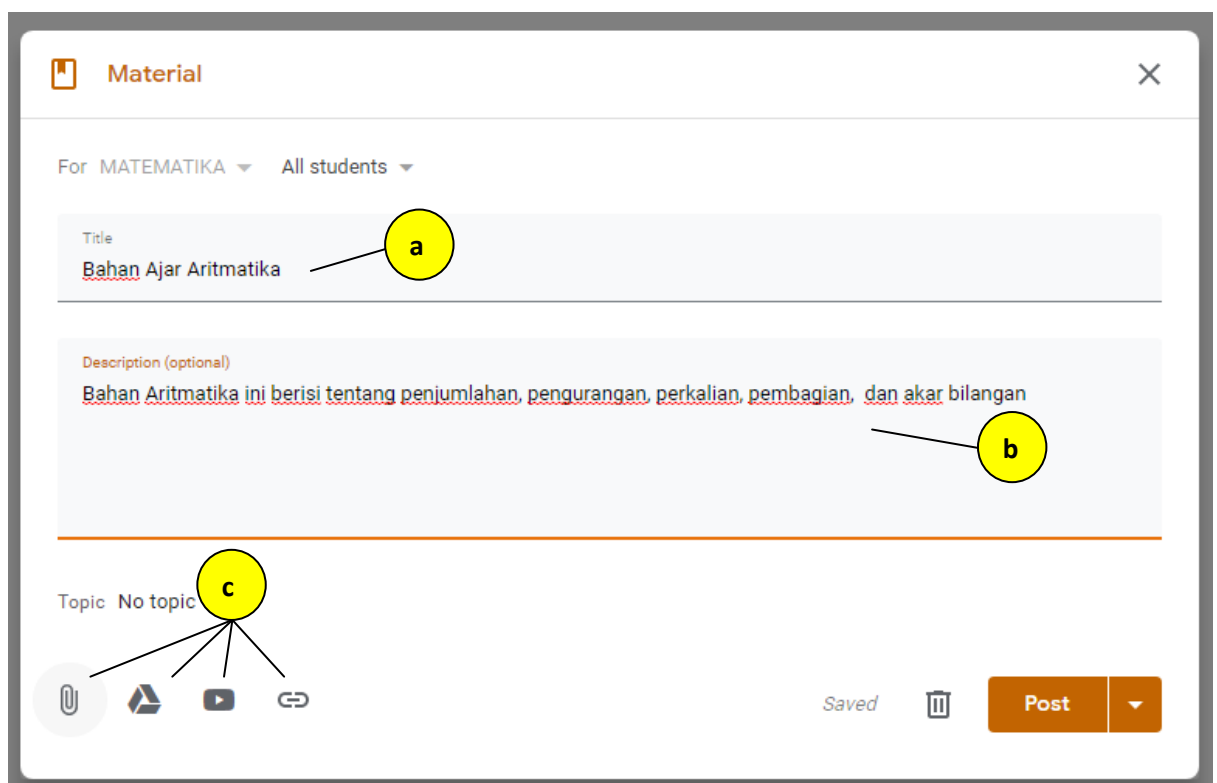 Material
For MATEMATIKA All students
Title
a
Bahan Ajar Aritmatika
Description (optional)
Bahan Aritmatika ini berisi tentang penjumlahan, pengurangan, perkalian, pembagian,  dan akar bilangan
b
c
Topic No topic
Saved Post